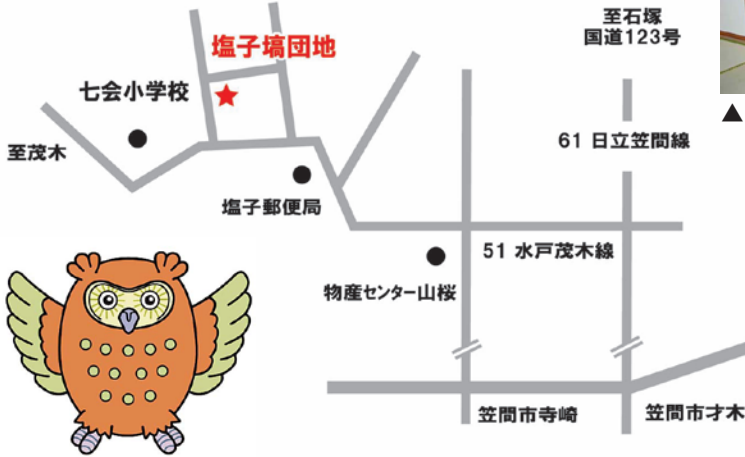 至石塚
国道123号
塩子塙団地
七会小学校
至茂木
61 日立笠間線
塩子郵便局
51 水戸茂木線
物産センター山桜
笠間市寺崎
笠間市才木